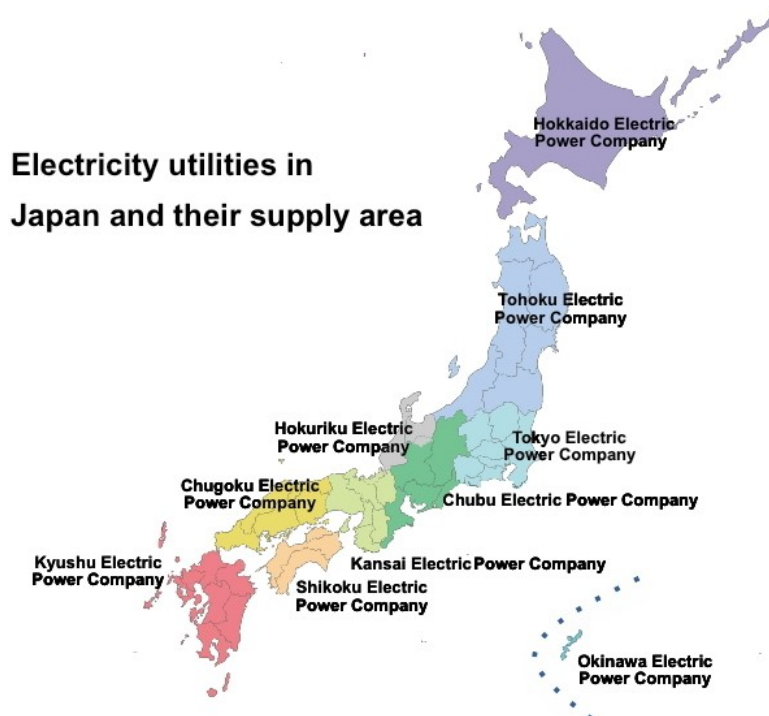 Electricity utilities in
Japan and their supply area
Hokkaido Electric
Power Company
Tohoku Electric
Power Company
Hokuriku Electric
Power Company
Tokyo Electric
Power Company
Chugoku Electric
Power Company
Chubu Electric Power Company
Kyushu Electric
Power Company
Kansai Electric Power Company
Shikoku Electric
Power Company
Okinawa Electric
Power Company